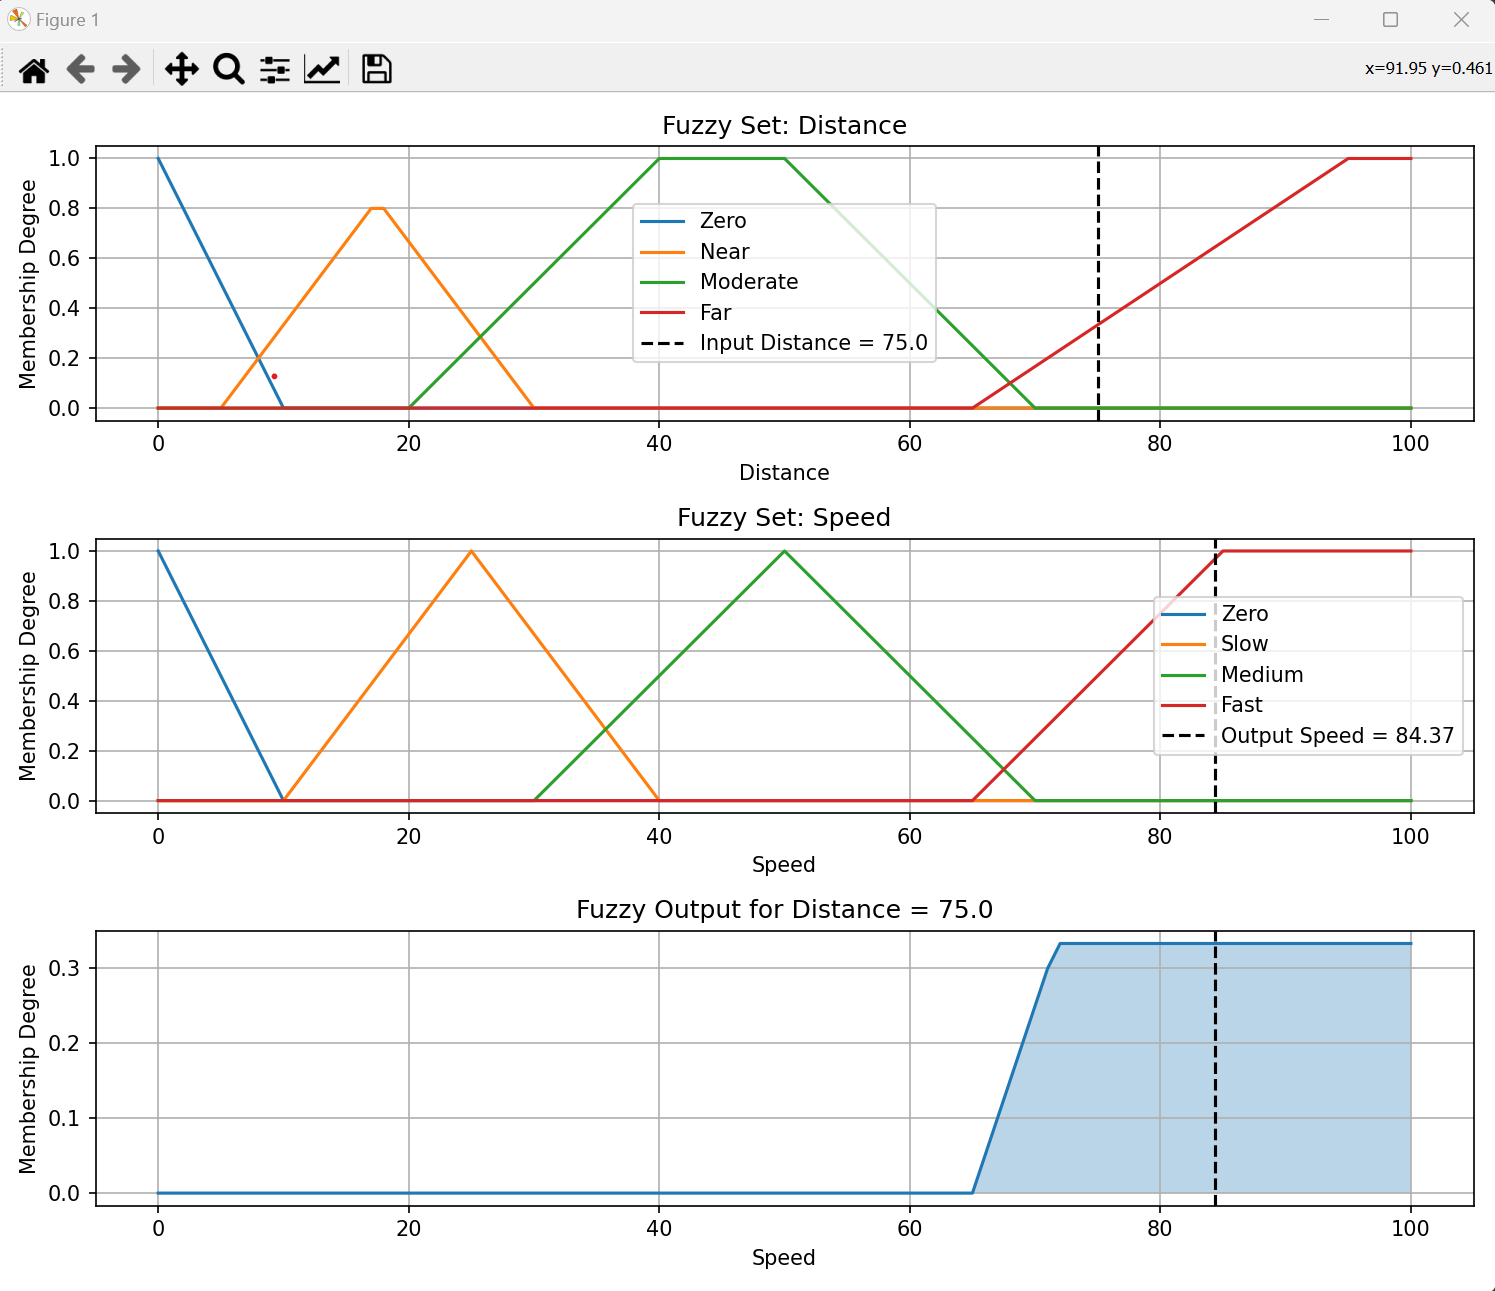 Figure 1
x=91.95 y=0.461
Fuzzy Set: Distance
Membership Degree
1.0
0.8
0.6
0.4
0.2
0.0
Zero
Near
Moderate
Far
Input Distance = 75.0
0 20 40 60 80 100
Distance
Fuzzy Set: Speed
Membership Degree
1.0
0.8
0.6
0.4
0.2
0.0
Zero
Slow
Medium
Fast
Output Speed = 84.37
0 20 40 60 80 100
Speed
Fuzzy Output for Distance = 75.0
Membership Degree
0.3
0.2
0.1
0.0
0 20 40 60 80 100
Speed